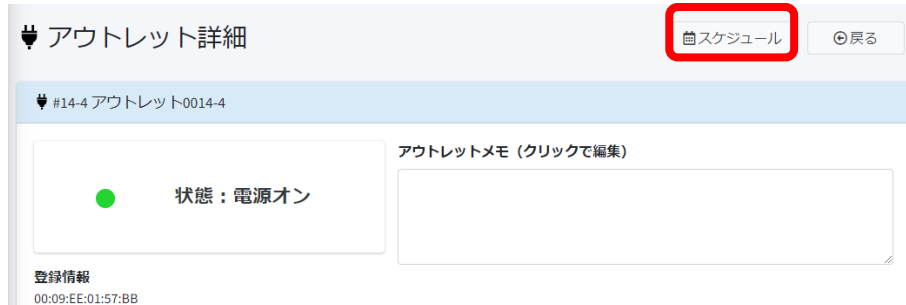 アウトレット詳細
スケジュール
戻る
#14-4 アウトレット0014-4
アウトレットメモ（クリックで編集）
状態：電源オン
登録情報
00:09:EE:01:57:BB